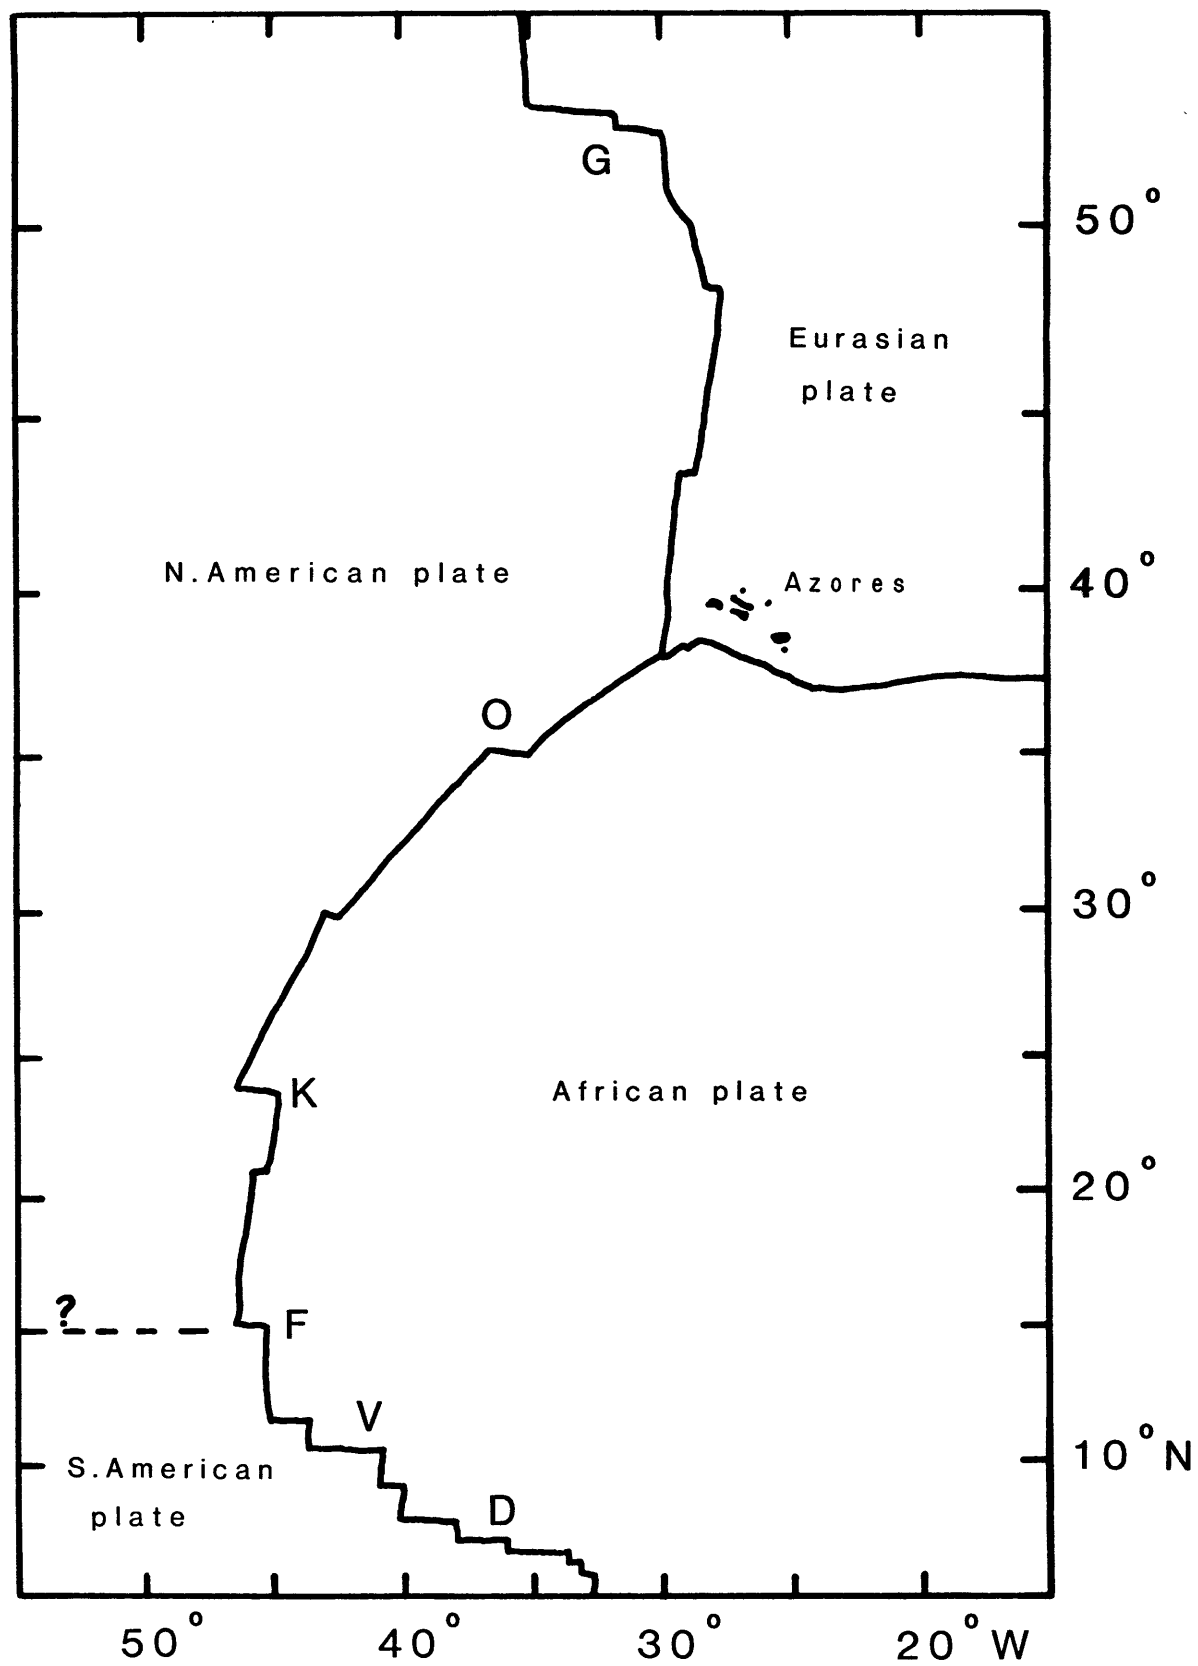 G
50°
Eurasian
plate
40°
Azores
N. American plate
O
30°
K
African plate
20°
?
F
V
10° N
S. American
plate
D
50° 40° 30° 20° W